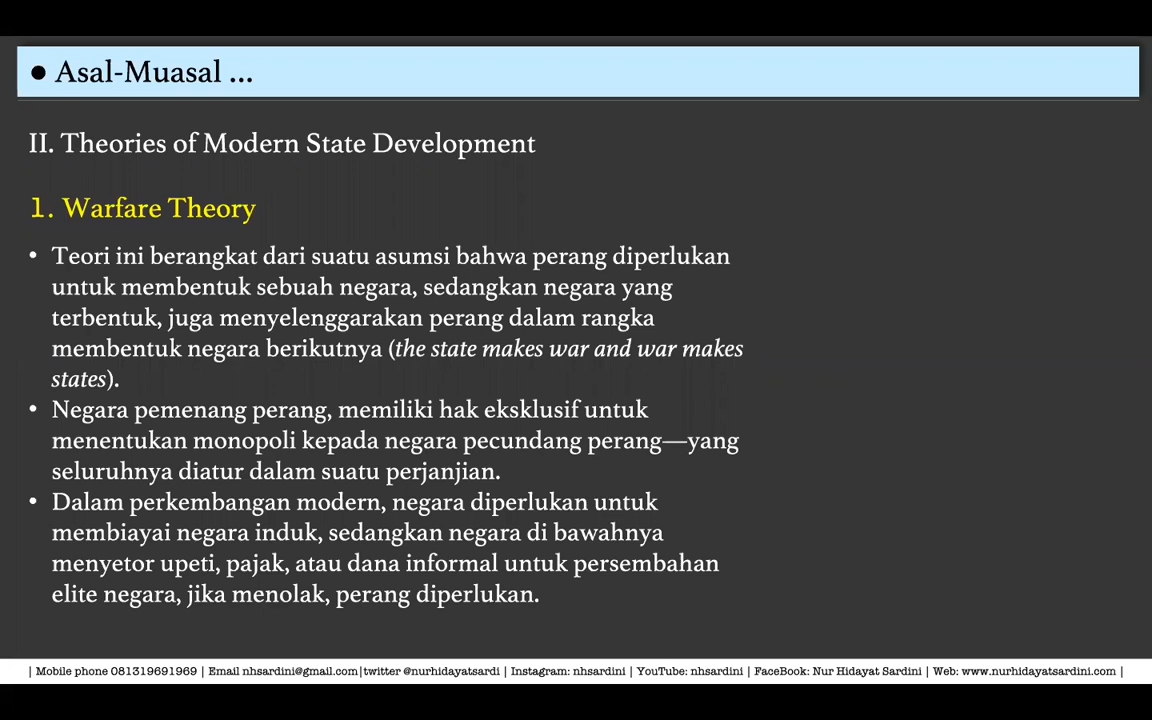 ● Asal-Muasal ...
II. Theories of Modern State Development
1. Warfare Theory
• Teori ini berangkat dari suatu asumsi bahwa perang diperlukan
untuk membentuk sebuah negara, sedangkan negara yang
terbentuk, juga menyelenggarakan perang dalam rangka
membentuk negara berikutnya (the state makes war and war makes
states).
• Negara pemenang perang, memiliki hak eksklusif untuk
menentukan monopoli kepada negara pecundang perang—yang
seluruhnya diatur dalam suatu perjanjian.
• Dalam perkembangan modern, negara diperlukan untuk
membiayai negara induk, sedangkan negara di bawahnya
menyetor upeti, pajak, atau dana informal untuk persembahan
elite negara, jika menolak, perang diperlukan.
| Mobile phone 081319691969 | Email nhsardini@gmail.com|twitter @nurhidayatsardi | Instagram: nhsardini | YouTube: nhsardini | FaceBook: Nur Hidayat Sardini | Web: www.nurhidayatsardini.com |